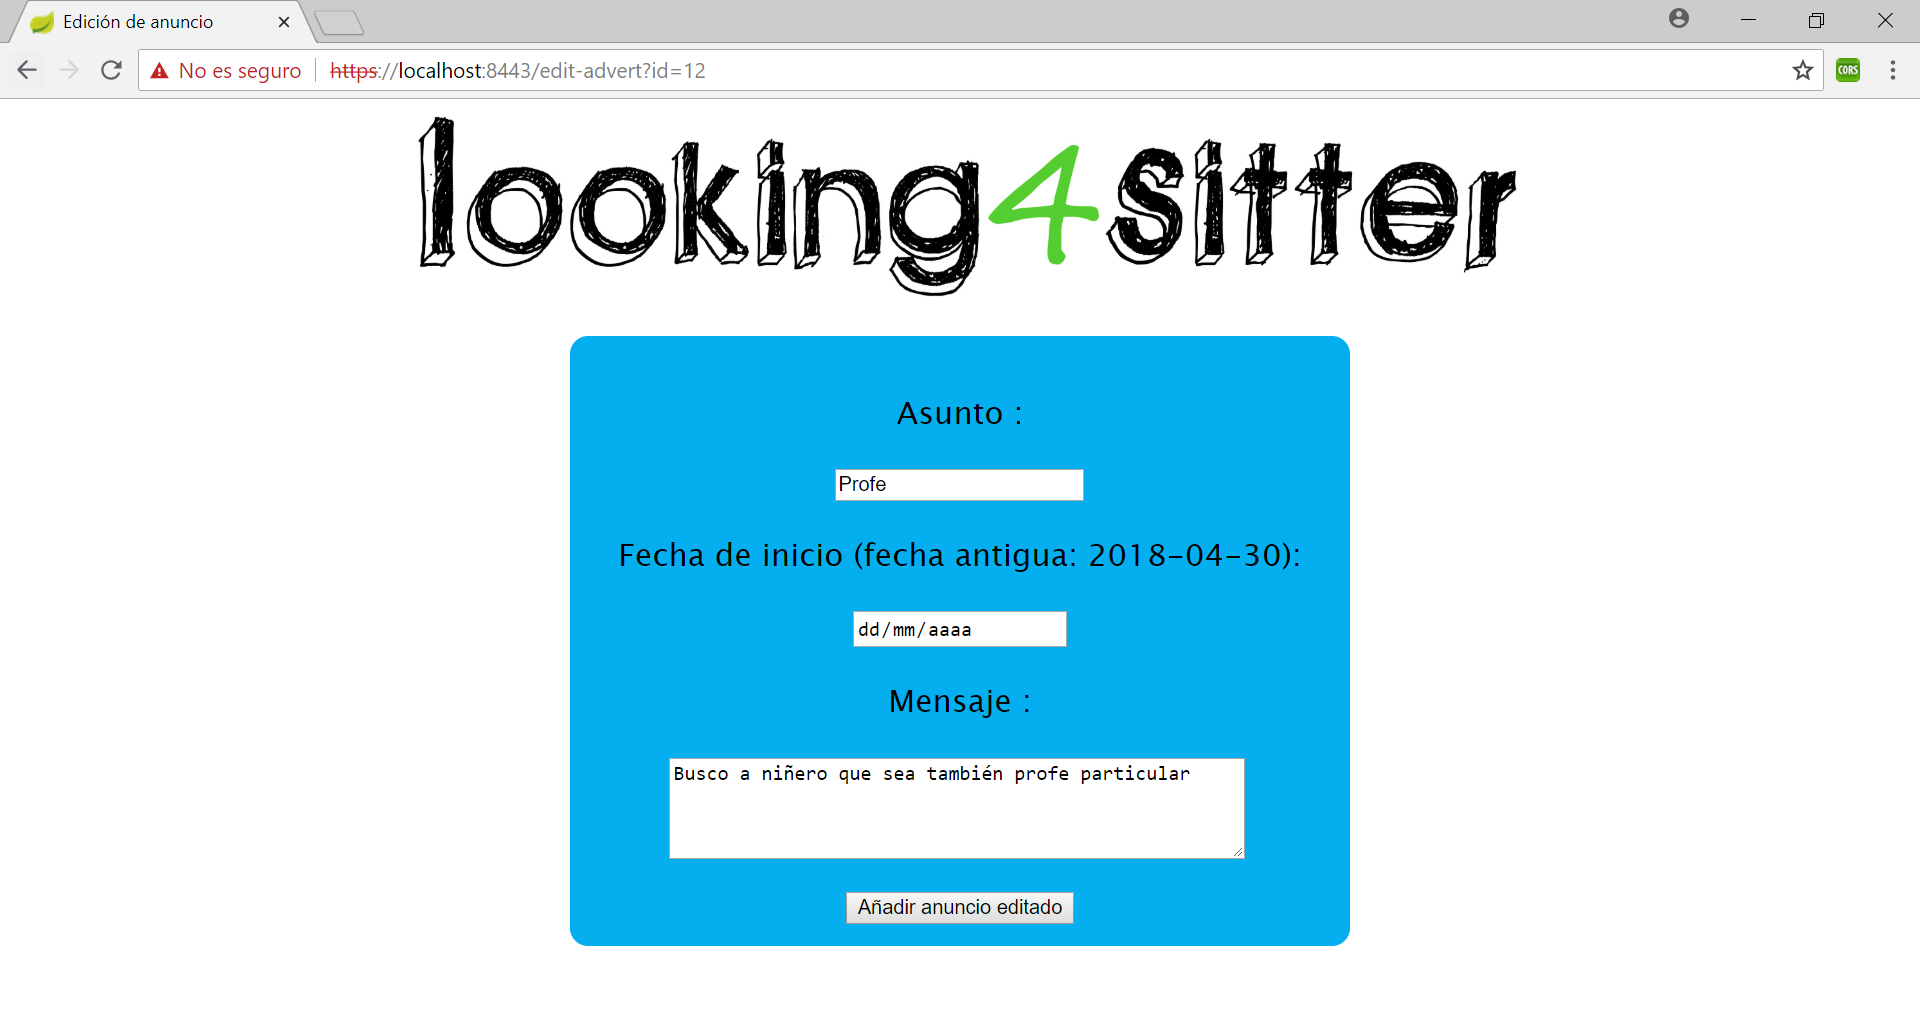 Edición de anuncio
No es seguro https://localhost:8443/edit-advert?id=12
CORS
looking4sitter
Asunto :
Profe
Fecha de inicio (fecha antigua: 2018-04-30):
dd/mm/aaaa
Mensaje :
Busco a niñero que sea también profe particular
Añadir anuncio editado